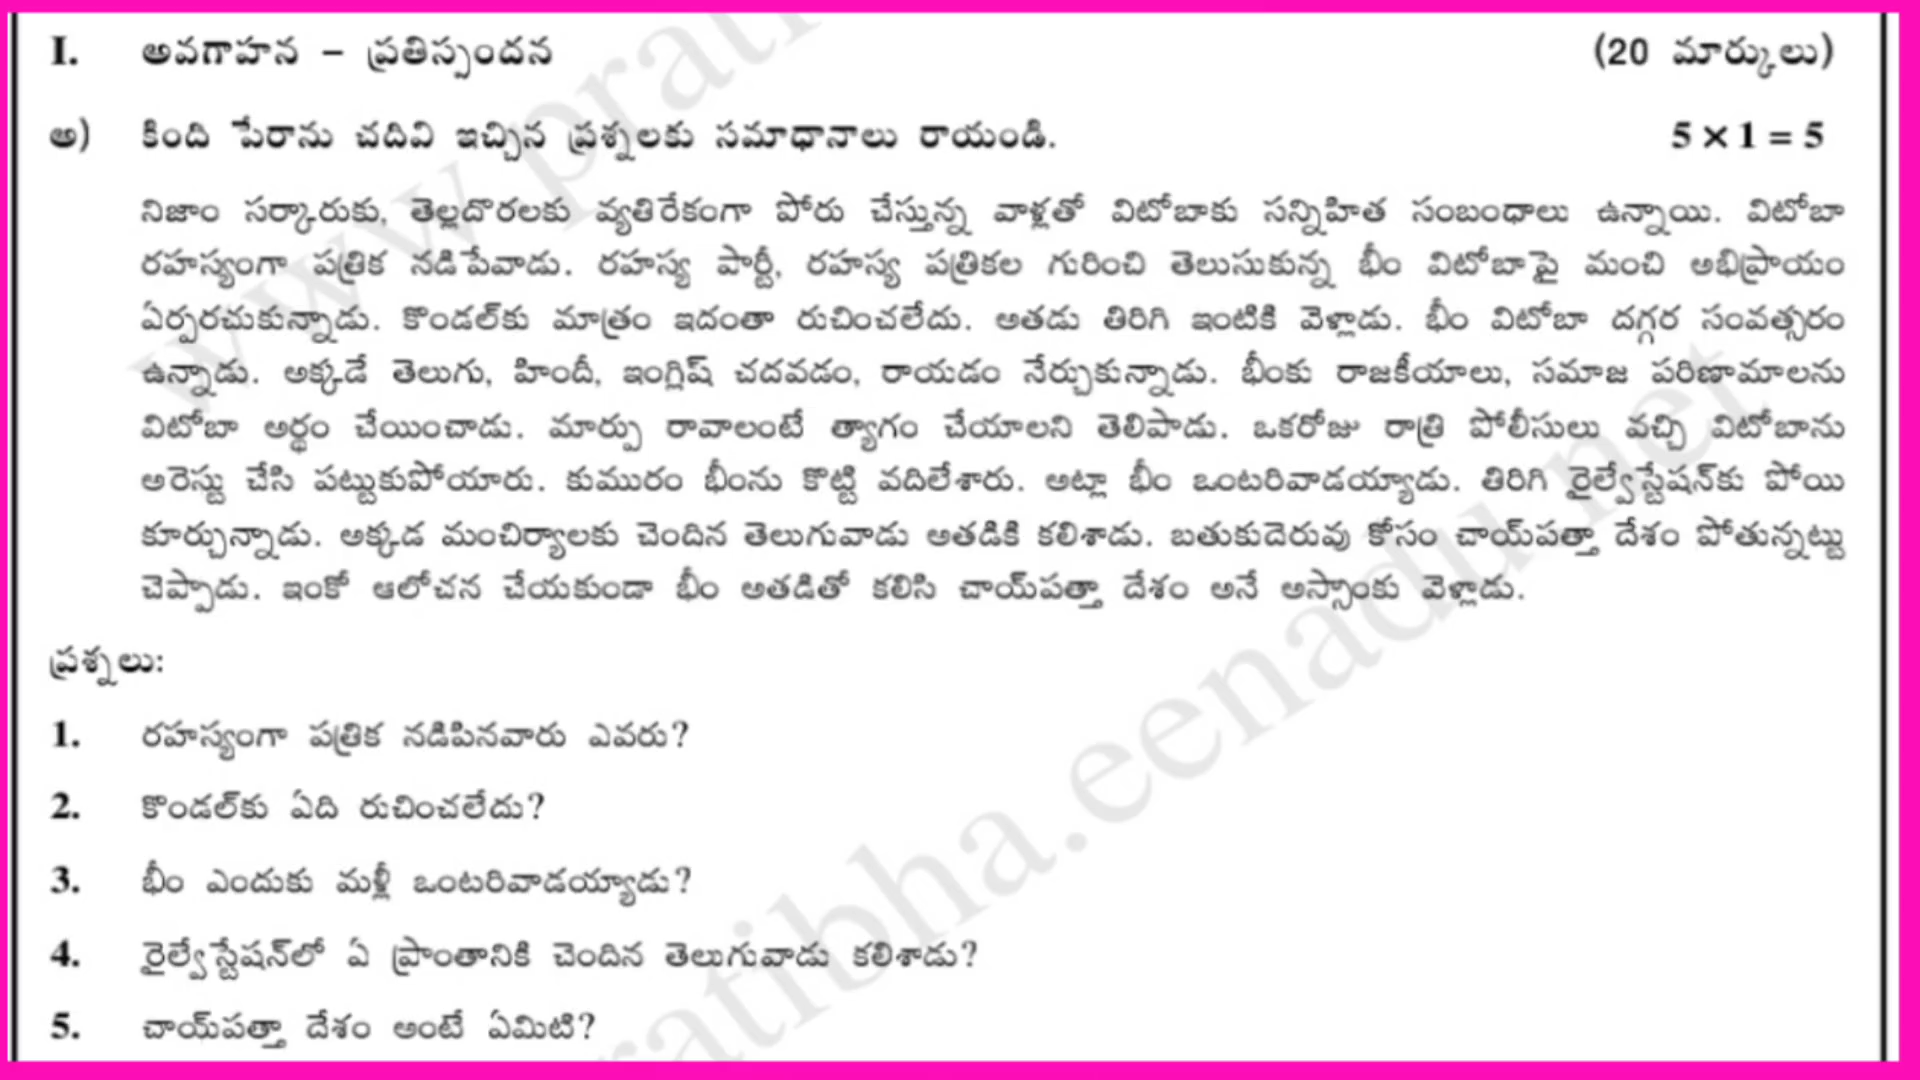 I. అవగాహన – ప్రతిస్పందన (20 మార్కులు)
అ) కింది పేరాను చదివి ఇచ్చిన ప్రశ్నలకు సమాధానాలు రాయండి. 5 × 1 = 5
నిజాం సర్కారుకు, తెల్లదొరలకు వ్యతిరేకంగా పోరు చేస్తున్న వాళ్లతో విటోబాకు సన్నిహిత సంబంధాలు ఉన్నాయి. విటోబా
రహస్యంగా పత్రిక నడిపేవాడు. రహస్య పార్టీ, రహస్య పత్రికల గురించి తెలుసుకున్న భీం విటోబాపై మంచి అభిప్రాయం
ఏర్పరచుకున్నాడు. కొండల్‌కు మాత్రం ఇదంతా రుచించలేదు. అతడు తిరిగి ఇంటికి వెళ్లాడు. భీం విటోబా దగ్గర సంవత్సరం
ఉన్నాడు. అక్కడే తెలుగు, హిందీ, ఇంగ్లిష్ చదవడం, రాయడం నేర్చుకున్నాడు. భీంకు రాజకీయాలు, సమాజ పరిణామాలను
విటోబా అర్థం చేయించాడు. మార్పు రావాలంటే త్యాగం చేయాలని తెలిపాడు. ఒకరోజు రాత్రి పోలీసులు వచ్చి విటోబాను
అరెస్టు చేసి పట్టుకుపోయారు. కుమురం భీంను కొట్టి వదిలేశారు. అట్లా భీం ఒంటరివాడయ్యాడు. తిరిగి రైల్వేస్టేషన్‌కు పోయి
కూర్చున్నాడు. అక్కడ మంచిర్యాలకు చెందిన తెలుగువాడు అతడికి కలిశాడు. బతుకుదెరువు కోసం చాయ్‌పత్తా దేశం పోతున్నట్టు
చెప్పాడు. ఇంకో ఆలోచన చేయకుండా భీం అతడితో కలిసి చాయ్‌పత్తా దేశం అనే అస్సాంకు వెళ్లాడు.
ప్రశ్నలు:
1. రహస్యంగా పత్రిక నడిపినవారు ఎవరు?
2. కొండల్‌కు ఏది రుచించలేదు?
3. భీం ఎందుకు మళ్లీ ఒంటరివాడయ్యాడు?
4. రైల్వేస్టేషన్‌లో ఏ ప్రాంతానికి చెందిన తెలుగువాడు కలిశాడు?
5. చాయ్‌పత్తా దేశం అంటే ఏమిటి?
www.prati
pratibha.eenadu.net